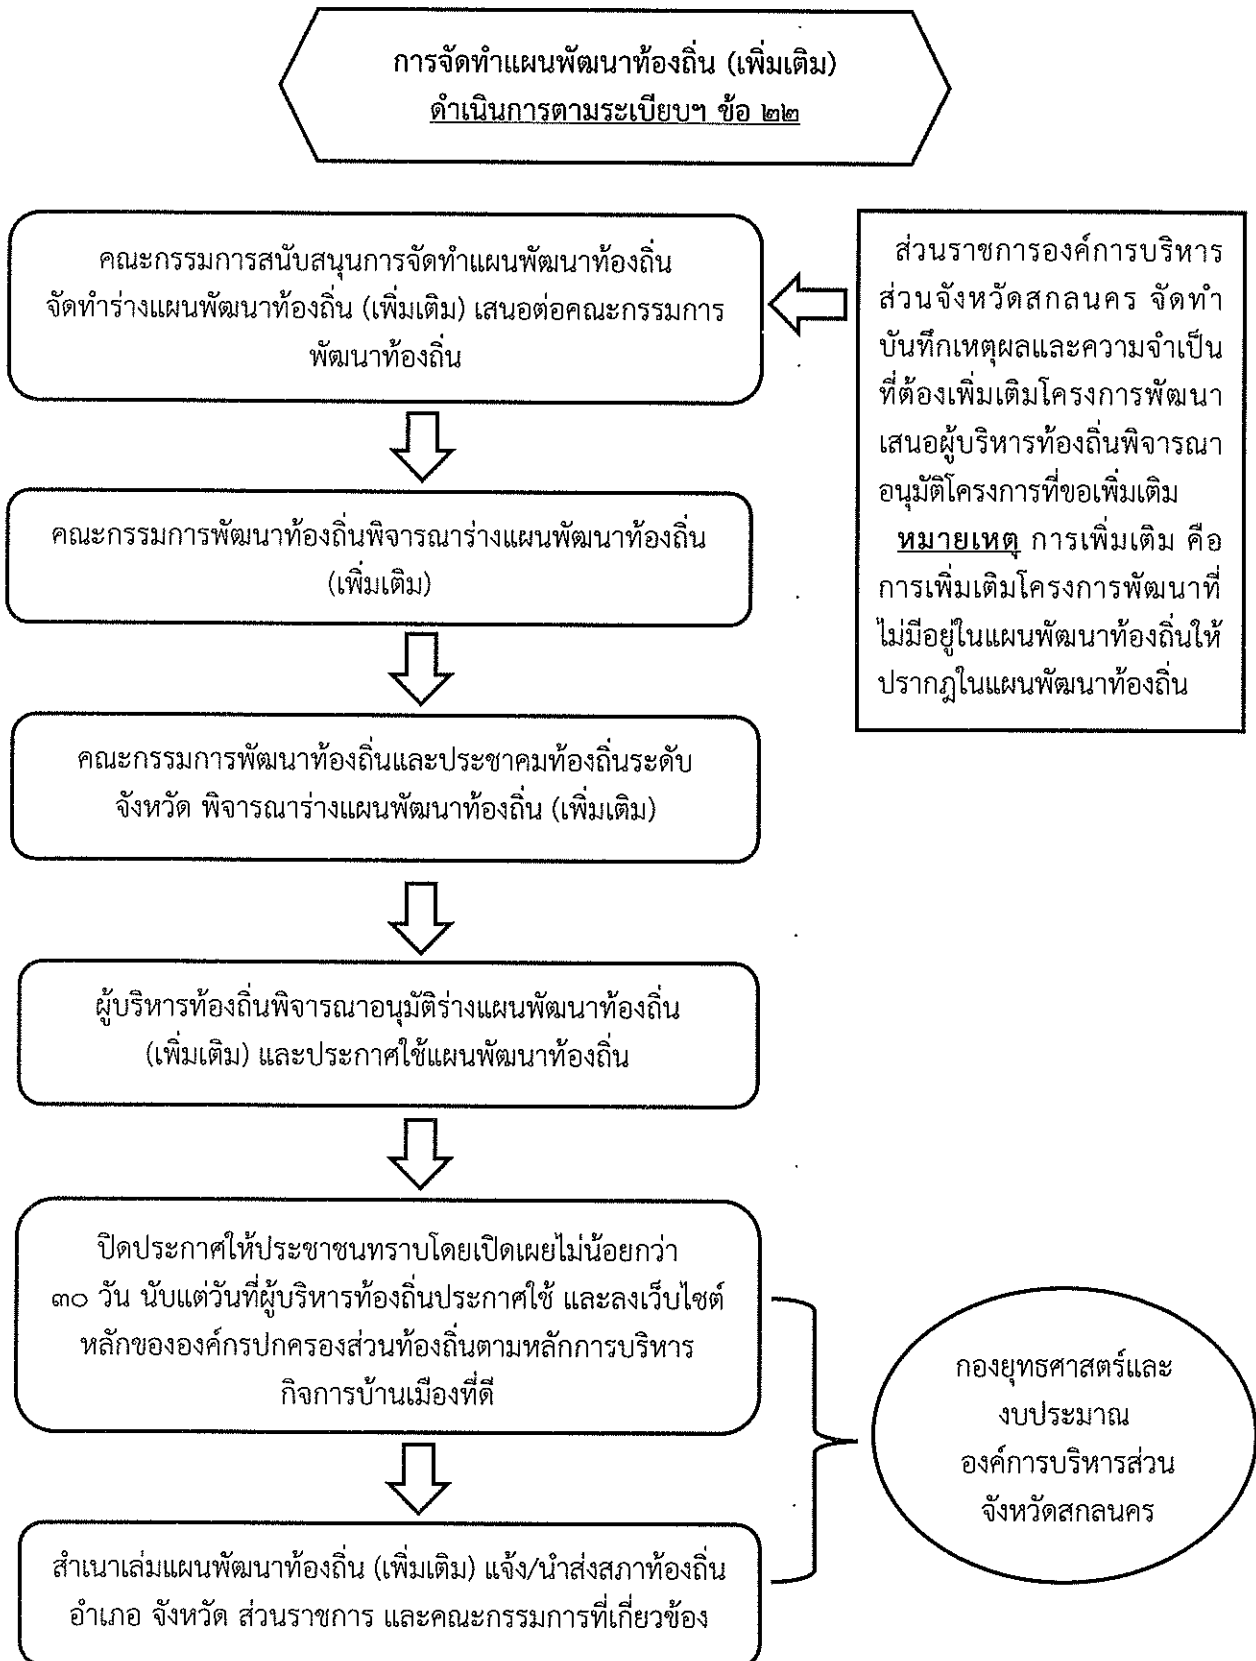 การจัดทำแผนพัฒนาท้องถิ่น (เพิ่มเติม)
ดำเนินการตามระเบียบฯ ข้อ ๒๒
คณะกรรมการสนับสนุนการจัดทำแผนพัฒนาท้องถิ่น
จัดทำร่างแผนพัฒนาท้องถิ่น (เพิ่มเติม) เสนอต่อคณะกรรมการ
พัฒนาท้องถิ่น
ส่วนราชการองค์การบริหาร
ส่วนจังหวัดสกลนคร จัดทำ
บันทึกเหตุผลและความจำเป็น
ที่ต้องเพิ่มเติมโครงการพัฒนา
เสนอผู้บริหารท้องถิ่นพิจารณา
อนุมัติโครงการที่ขอเพิ่มเติม
หมายเหตุ การเพิ่มเติม คือ
การเพิ่มเติมโครงการพัฒนาที่
ไม่มีอยู่ในแผนพัฒนาท้องถิ่นให้
ปรากฏในแผนพัฒนาท้องถิ่น
คณะกรรมการพัฒนาท้องถิ่นพิจารณาร่างแผนพัฒนาท้องถิ่น
(เพิ่มเติม)
คณะกรรมการพัฒนาท้องถิ่นและประชาคมท้องถิ่นระดับ
จังหวัด พิจารณาร่างแผนพัฒนาท้องถิ่น (เพิ่มเติม)
ผู้บริหารท้องถิ่นพิจารณาอนุมัติร่างแผนพัฒนาท้องถิ่น
(เพิ่มเติม) และประกาศใช้แผนพัฒนาท้องถิ่น
ปิดประกาศให้ประชาชนทราบโดยเปิดเผยไม่น้อยกว่า
๓๐ วัน นับแต่วันที่ผู้บริหารท้องถิ่นประกาศใช้ และลงเว็บไซต์
หลักขององค์กรปกครองส่วนท้องถิ่นตามหลักการบริหาร
กิจการบ้านเมืองที่ดี
สำเนาเล่มแผนพัฒนาท้องถิ่น (เพิ่มเติม) แจ้ง/นำส่งสภาท้องถิ่น
อำเภอ จังหวัด ส่วนราชการ และคณะกรรมการที่เกี่ยวข้อง
กองยุทธศาสตร์และ
งบประมาณ
องค์การบริหารส่วน
จังหวัดสกลนคร